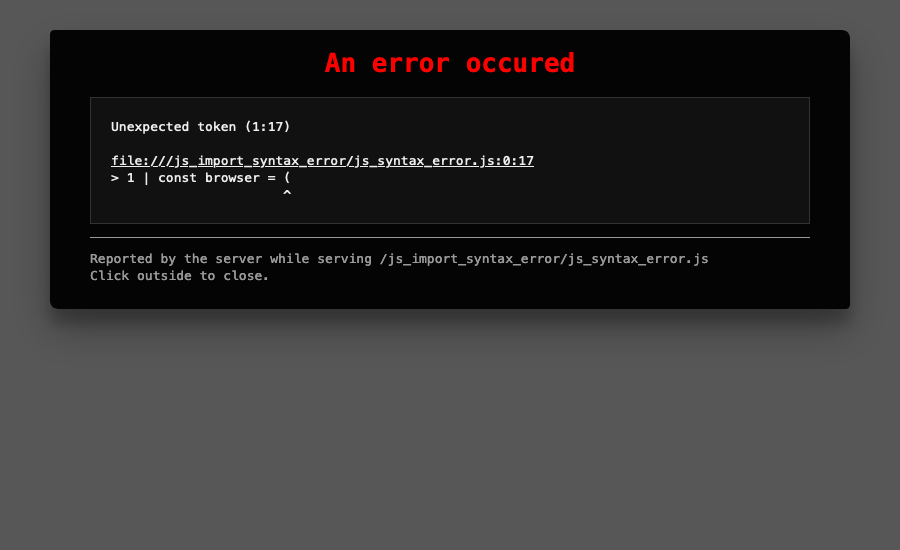 An error occured
Unexpected token (1:17)
file:///js_import_syntax_error/js_syntax_error.js:0:17
> 1 | const browser = (
^
Reported by the server while serving /js_import_syntax_error/js_syntax_error.js
Click outside to close.